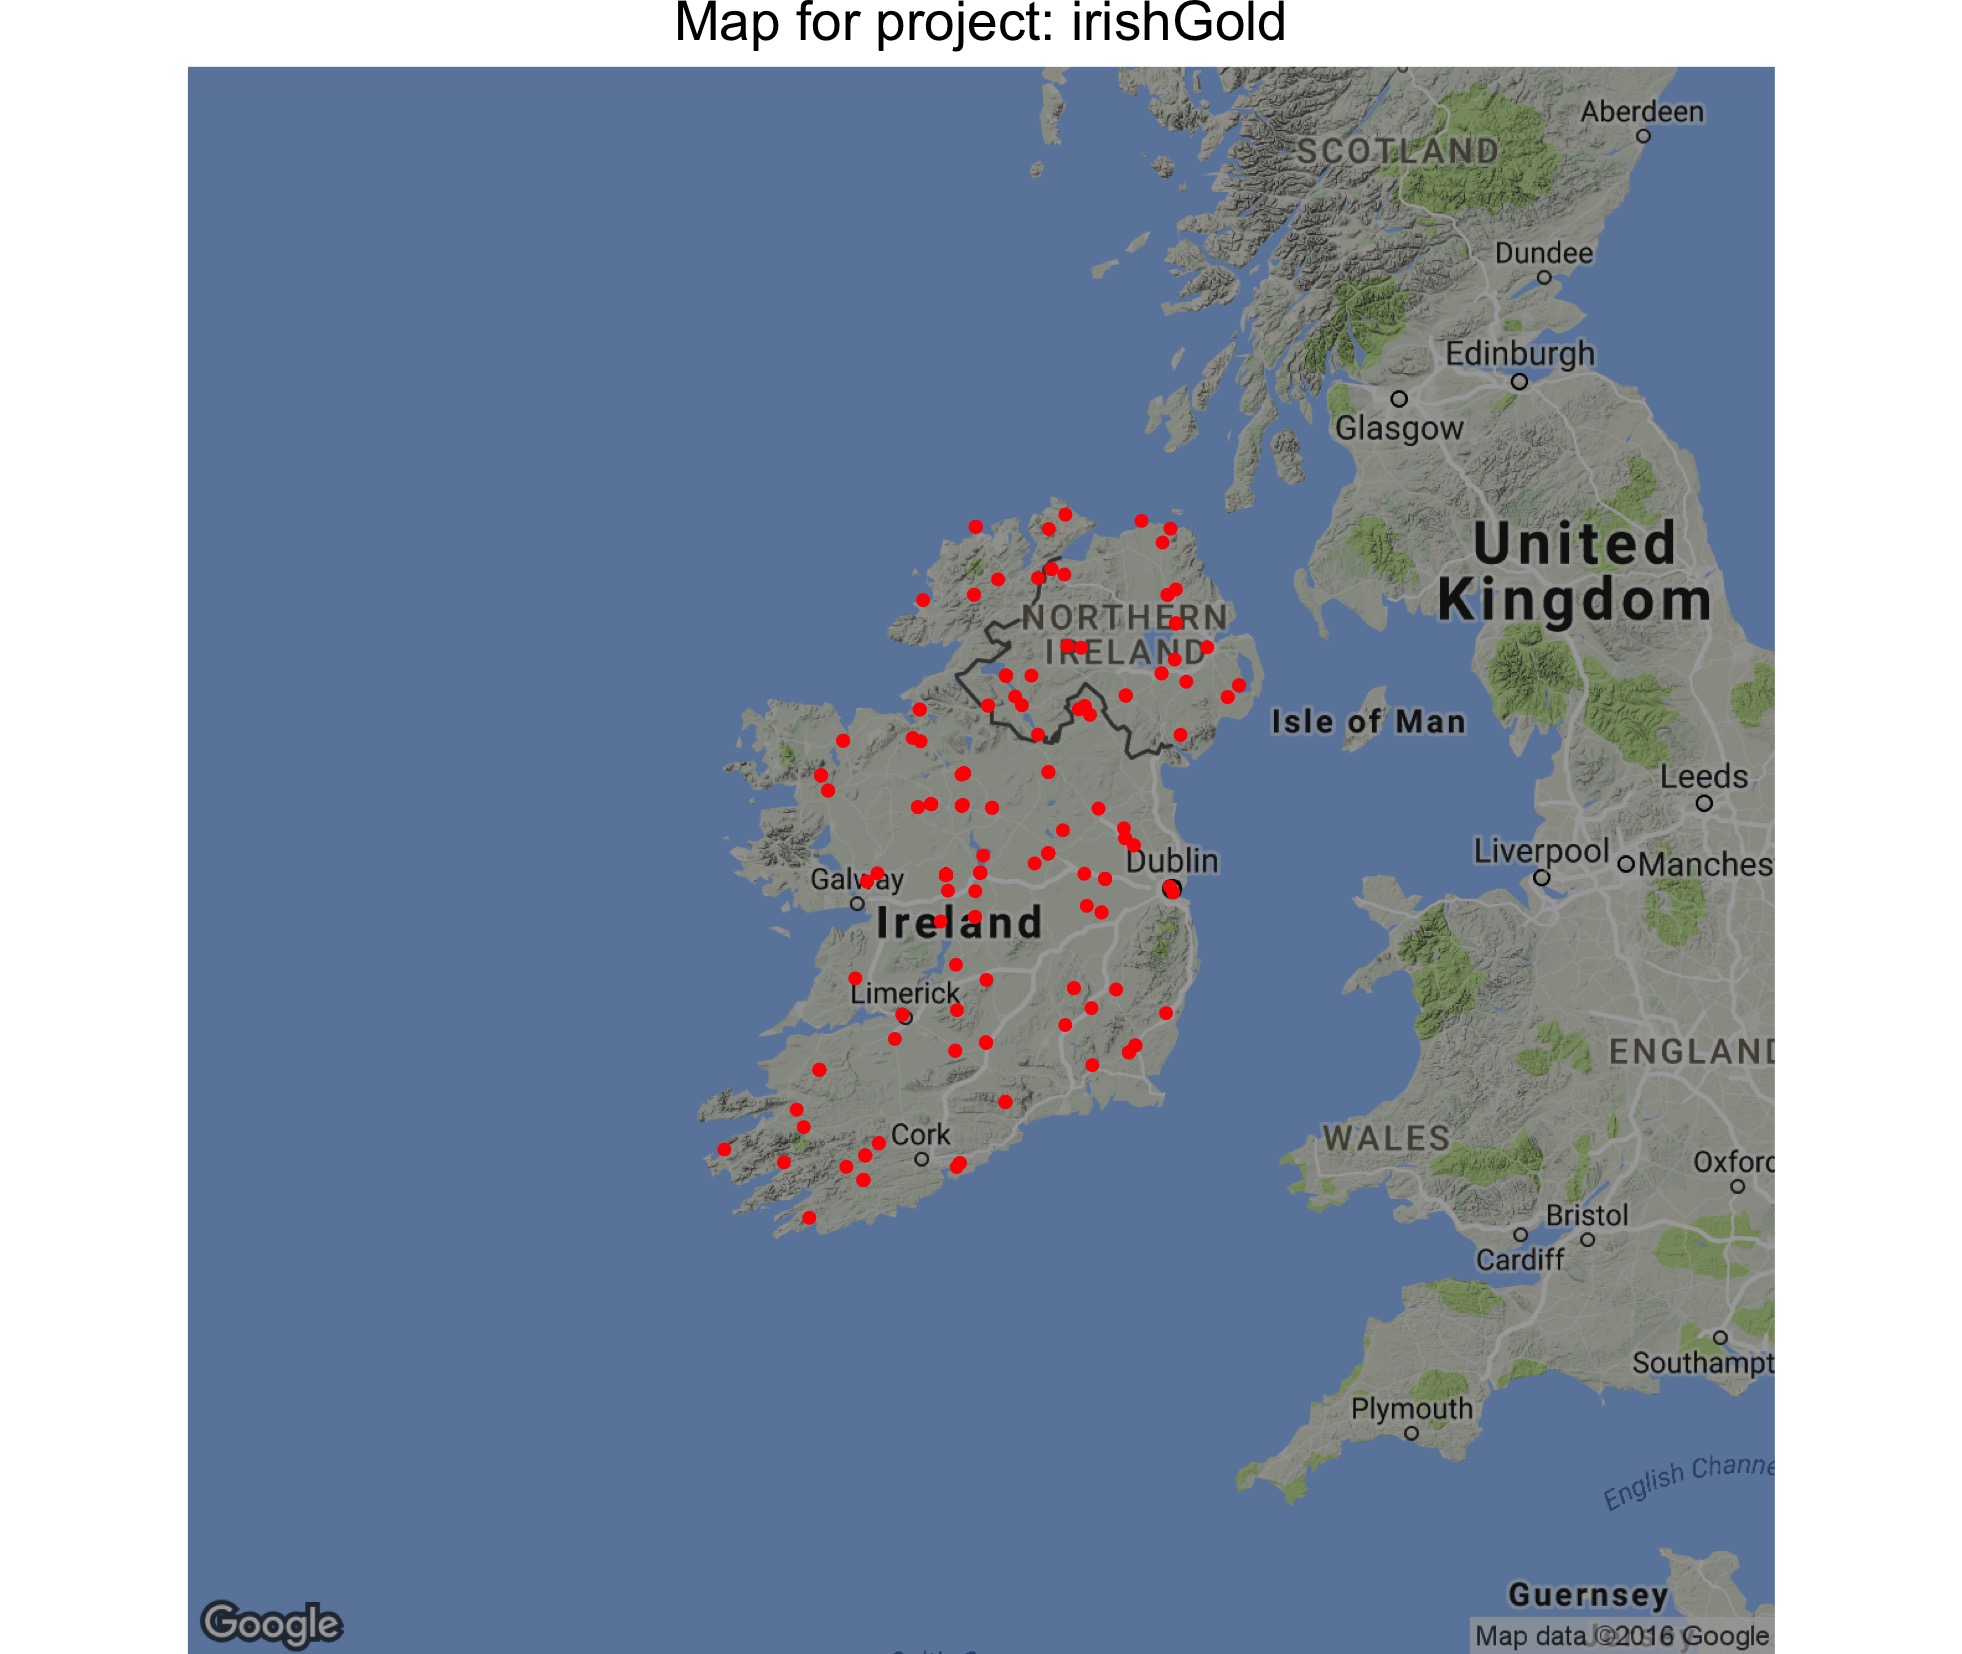 Map for project: irishGold
Aberdeen
SCOTLAND
Dundee
Edinburgh
Glasgow
United
Kingdom
NORTHERN
IRELAND
Isle of Man
Leeds
Liverpool
Manches
Dublin
Galway
Ireland
Limerick
ENGLAND
Cork
WALES
Oxford
Bristol
Cardiff
Southampt
Plymouth
English Channe
Guernsey
Google
Map data ©2016 Google